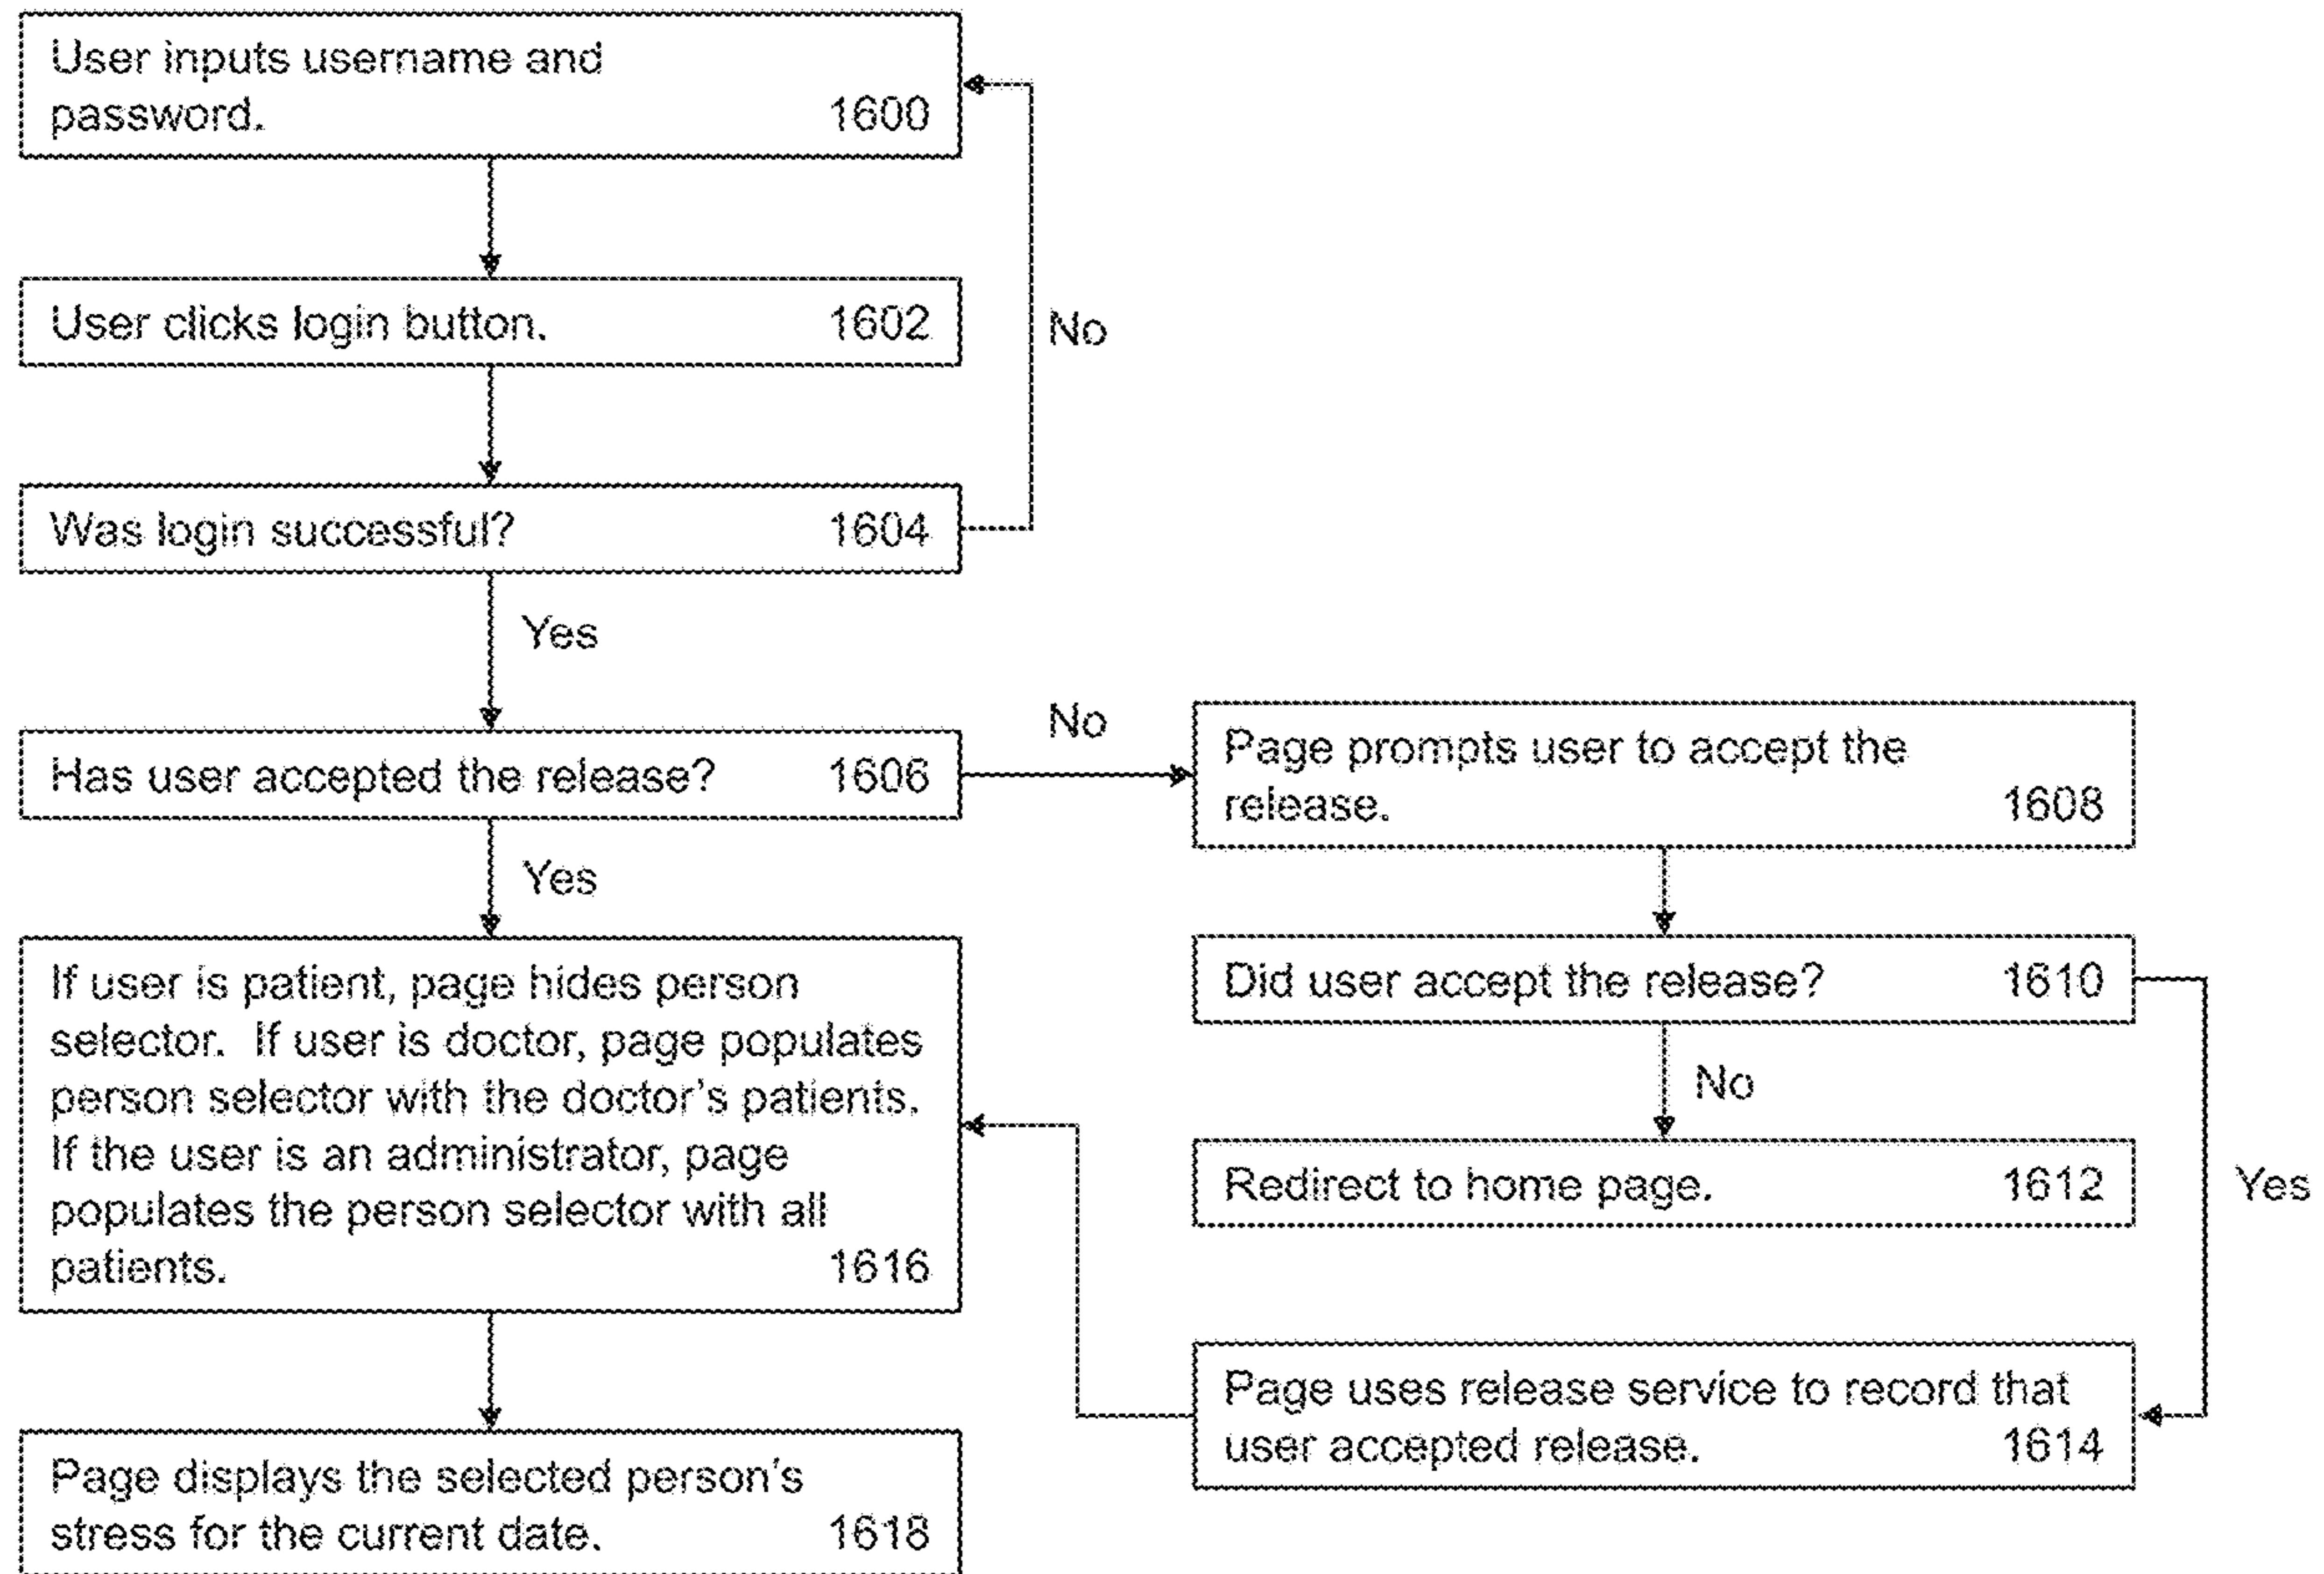 User inputs username and
password. 1600
User clicks login button. 1602
No
Was login successful? 1604
Yes
Has user accepted the release? 1606
No
Page prompts user to accept the
release. 1608
Yes
Did user accept the release? 1610
No
Redirect to home page. 1612
Yes
If user is patient, page hides person
selector. If user is doctor, page populates
person selector with the doctor's patients.
If the user is an administrator, page
populates the person selector with all
patients. 1616
Page uses release service to record that
user accepted release. 1614
Page displays the selected person's
stress for the current date. 1618